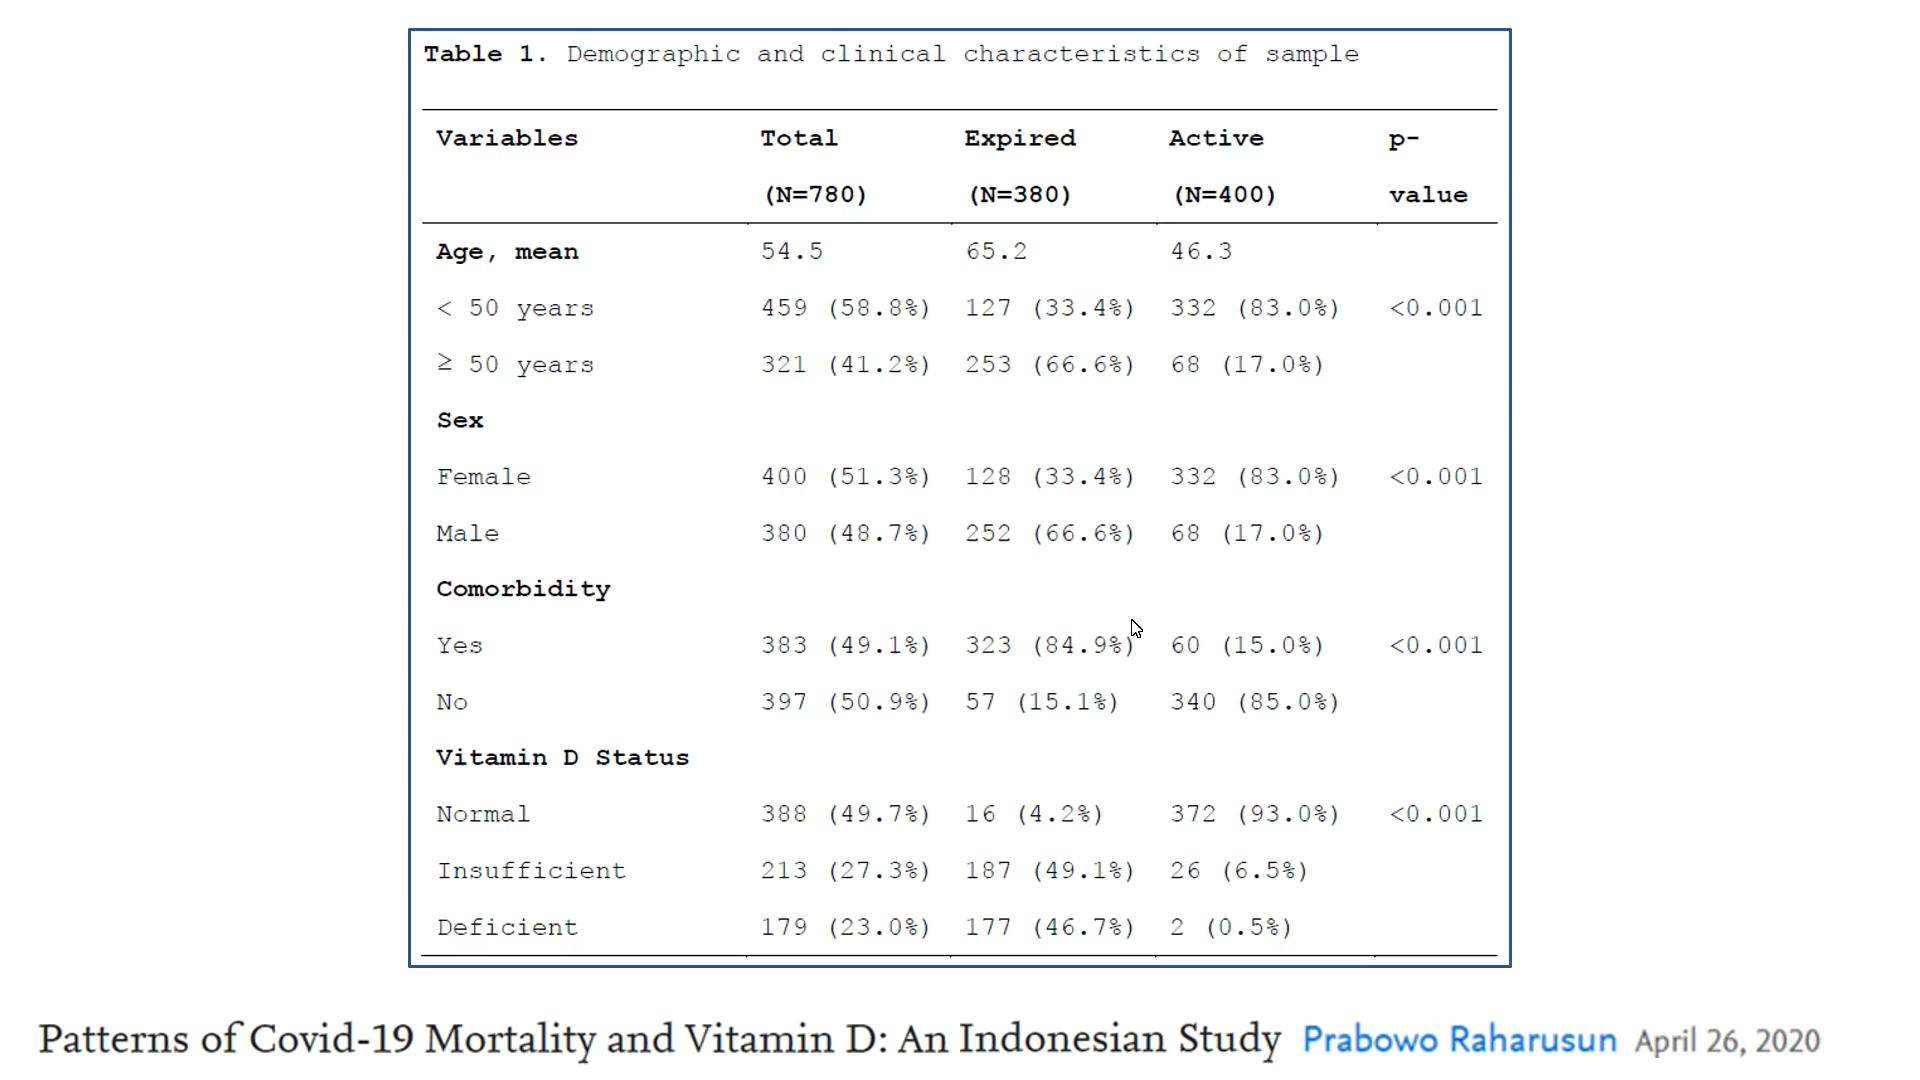 Table 1. Demographic and clinical characteristics of sample
Variables Total Expired Active p-
(N=780) (N=380) (N=400) value
Age, mean 54.5 65.2 46.3
< 50 years 459 (58.8%) 127 (33.4%) 332 (83.0%) <0.001
≥ 50 years 321 (41.2%) 253 (66.6%) 68 (17.0%)
Sex
Female 400 (51.3%) 128 (33.4%) 332 (83.0%) <0.001
Male 380 (48.7%) 252 (66.6%) 68 (17.0%)
Comorbidity
Yes 383 (49.1%) 323 (84.9%) 60 (15.0%) <0.001
No 397 (50.9%) 57 (15.1%) 340 (85.0%)
Vitamin D Status
Normal 388 (49.7%) 16 (4.2%) 372 (93.0%) <0.001
Insufficient 213 (27.3%) 187 (49.1%) 26 (6.5%)
Deficient 179 (23.0%) 177 (46.7%) 2 (0.5%)
Patterns of Covid-19 Mortality and Vitamin D: An Indonesian Study Prabowo Raharusun April 26, 2020